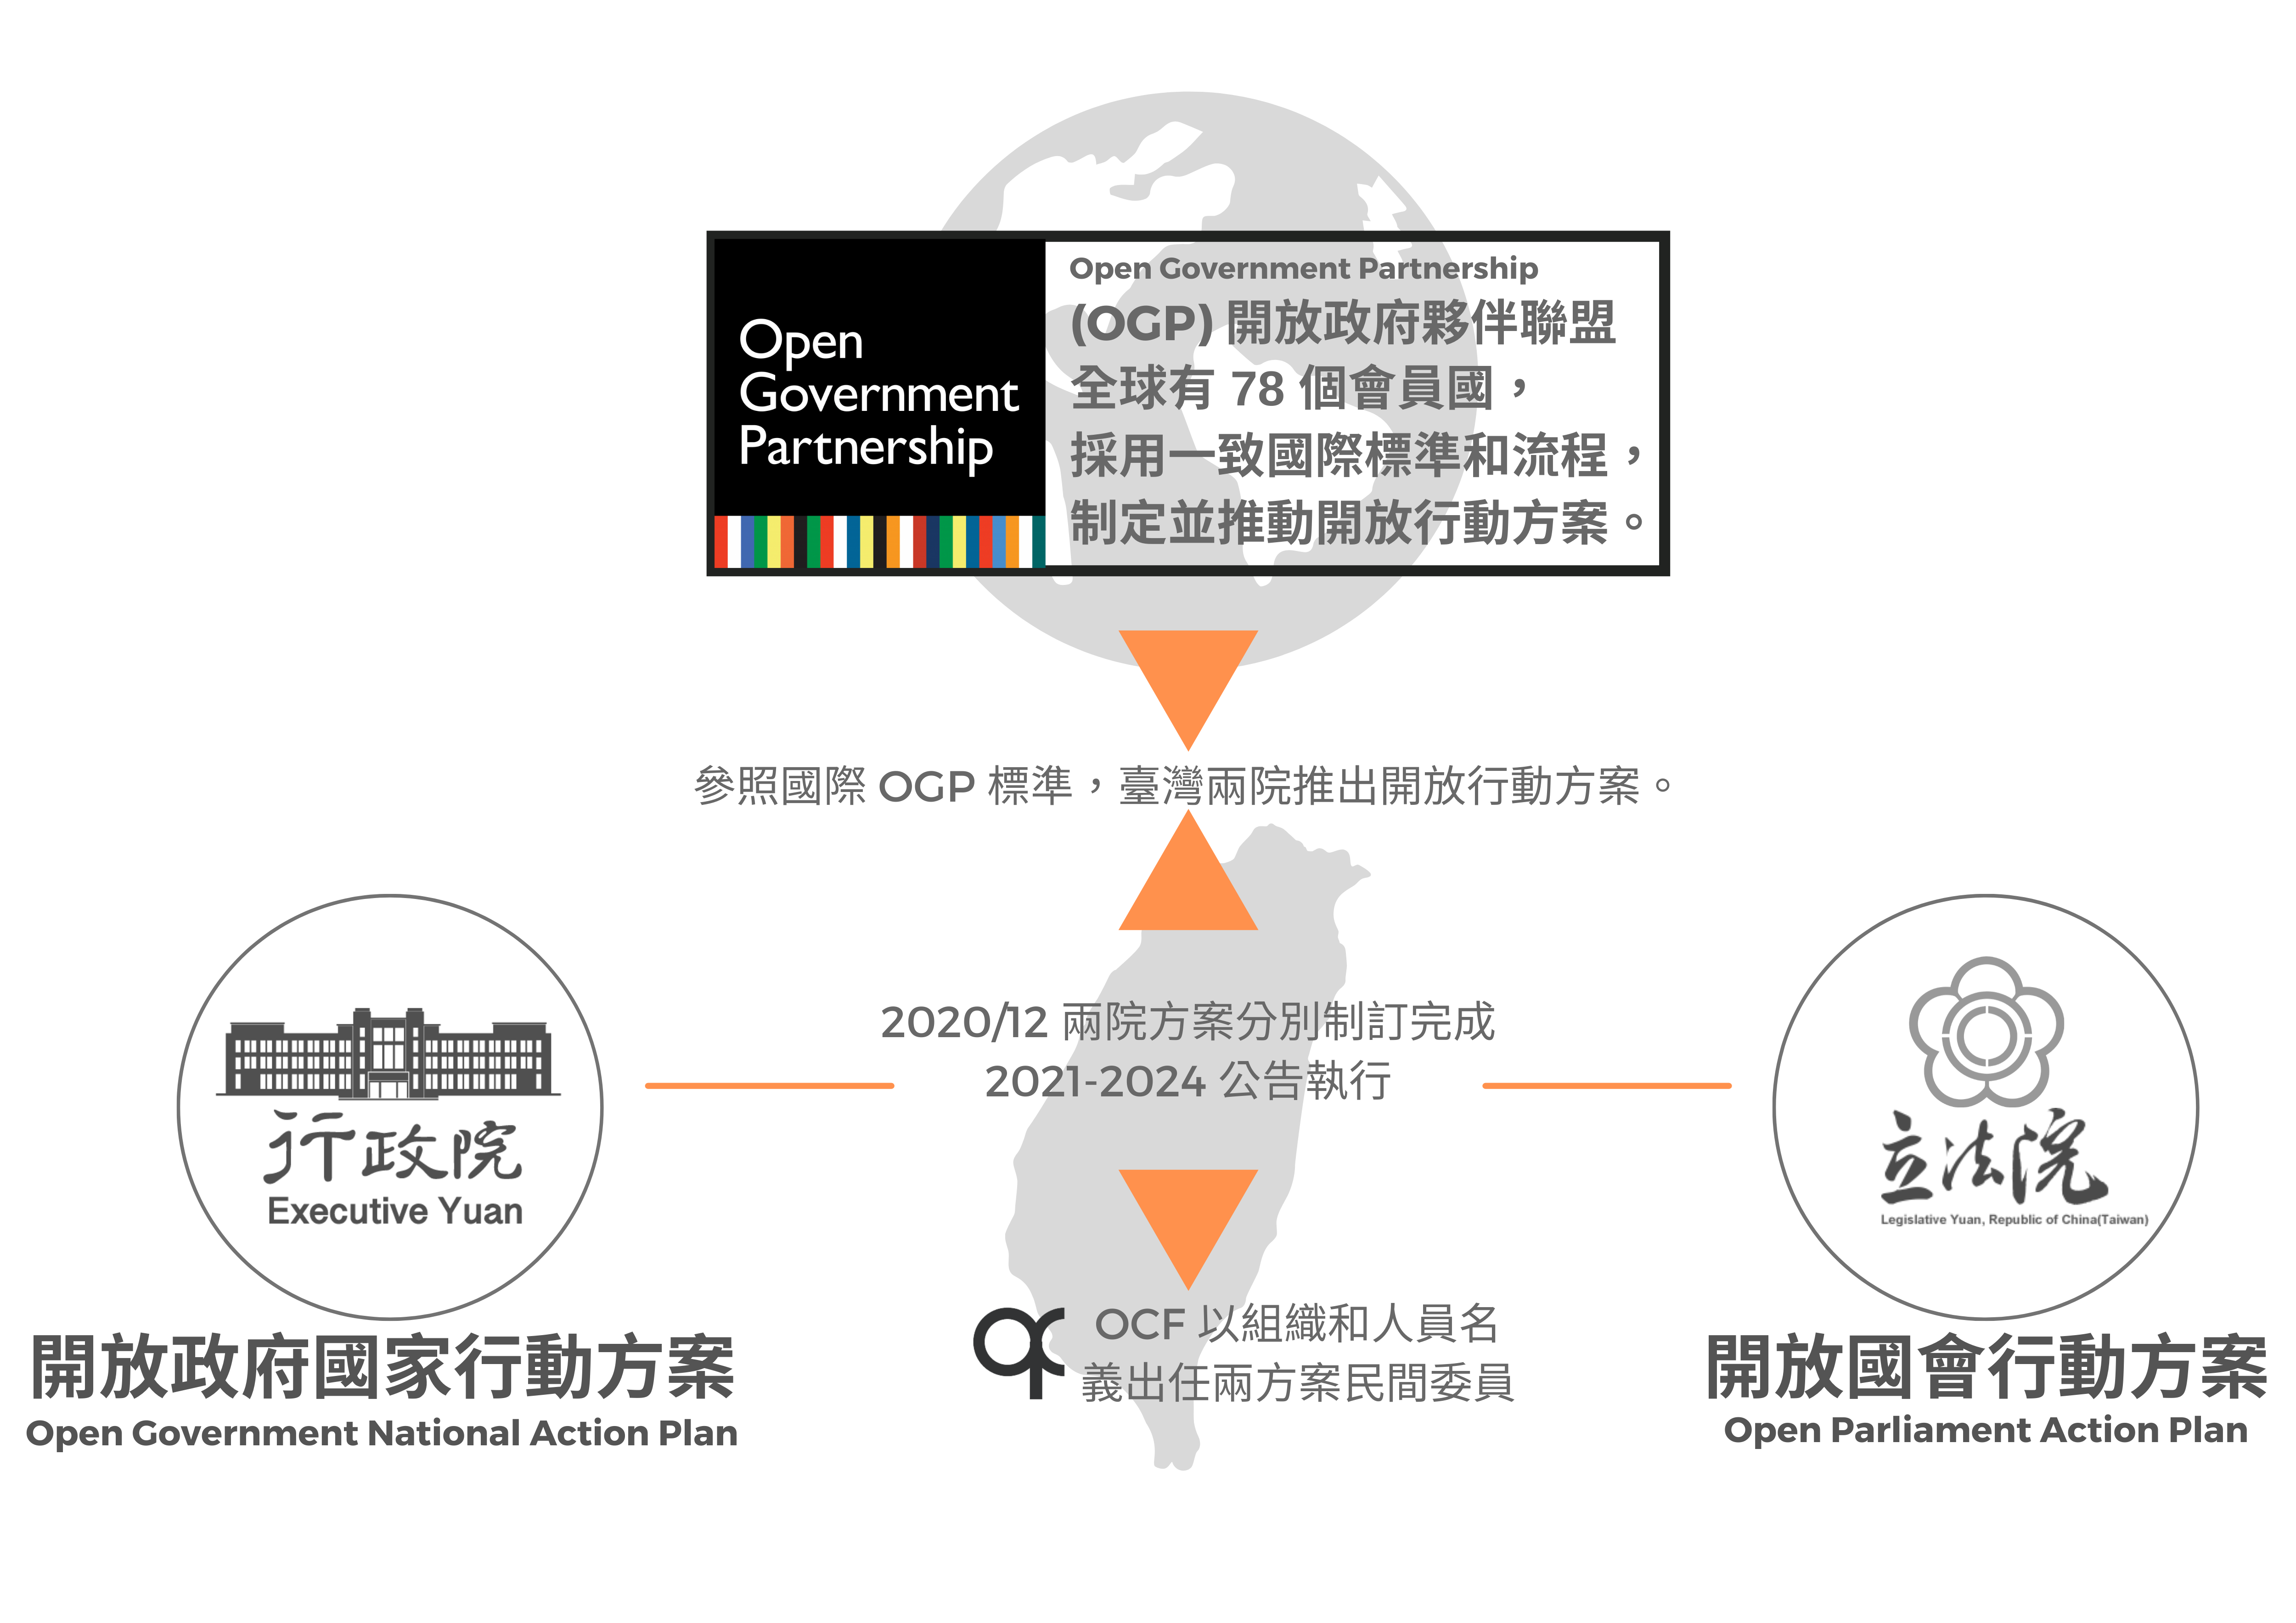 Open
Government
Partnership
Open Government Partnership
(OGP) 開放政府夥伴聯盟
全球有 78 個會員國，
採用一致國際標準和流程，
制定並推動開放行動方案。
參照國際 OGP 標準，臺灣兩院推出開放行動方案。
行政院
Executive Yuan
開放政府國家行動方案
Open Government National Action Plan
2020/12 兩院方案分別制訂完成
2021-2024 公告執行
OCF 以組織和人員名
義出任兩方案民間委員
立法院
Legislative Yuan, Republic of China(Taiwan)
開放國會行動方案
Open Parliament Action Plan